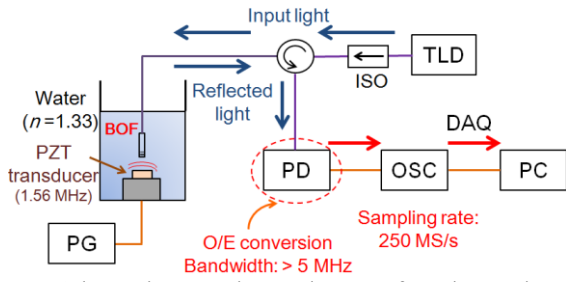 Input light
TLD
ISO
Reflected
light
Water
(n=1.33)
BOF
PZT
transducer
(1.56 MHz)
DAQ
PD
OSC
PC
PG
O/E conversion
Bandwidth: > 5 MHz
Sampling rate:
250 MS/s